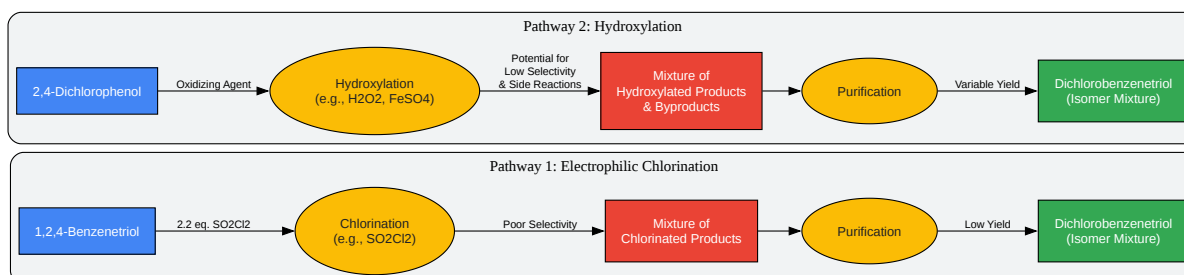 Pathway 2: Hydroxylation
2,4-Dichlorophenol
Oxidizing Agent
Hydroxylation
(e.g., H2O2, FeSO4)
Potential for
Low Selectivity
& Side Reactions
Mixture of
Hydroxylated Products
& Byproducts
Purification
Variable Yield
Dichlorobenzenetriol
(Isomer Mixture)
Pathway 1: Electrophilic Chlorination
1,2,4-Benzenetriol
2.2 eq. SO2Cl2
Chlorination
(e.g., SO2Cl2)
Poor Selectivity
Mixture of
Chlorinated Products
Purification
Low Yield
Dichlorobenzenetriol
(Isomer Mixture)